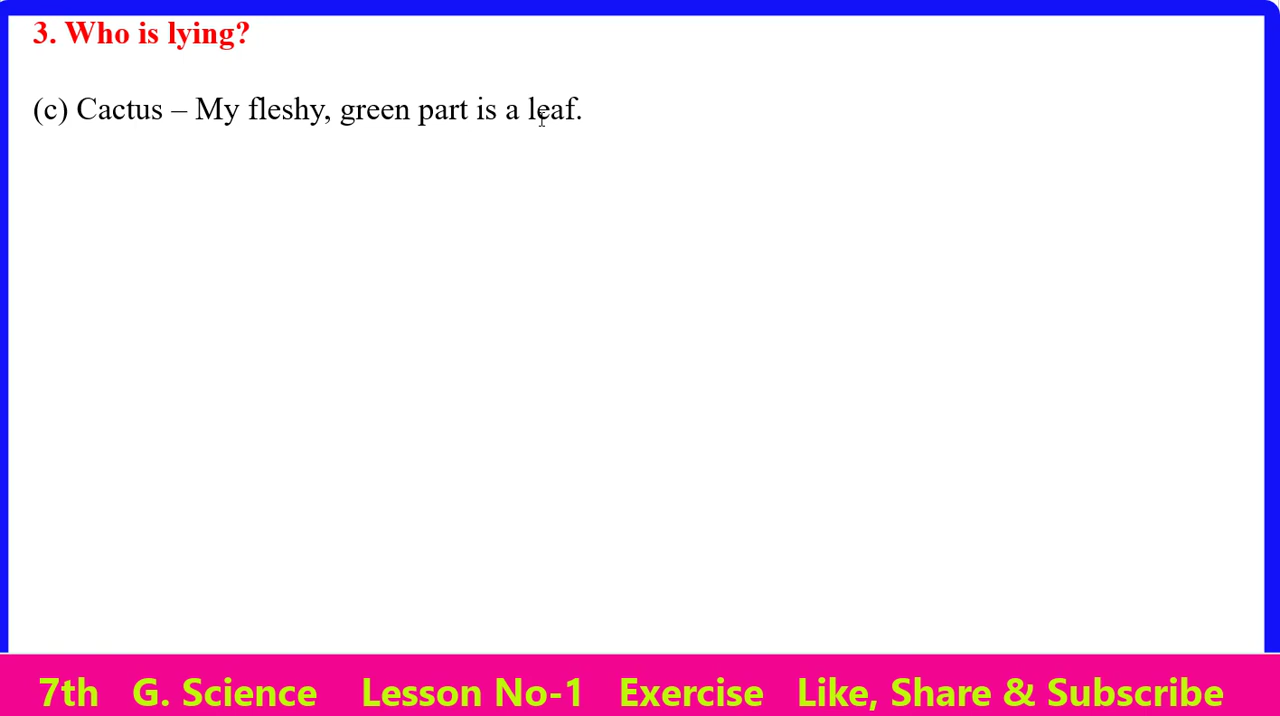 3. Who is lying?
(c) Cactus – My fleshy, green part is a leaf.
7th G. Science Lesson No-1 Exercise Like, Share & Subscribe